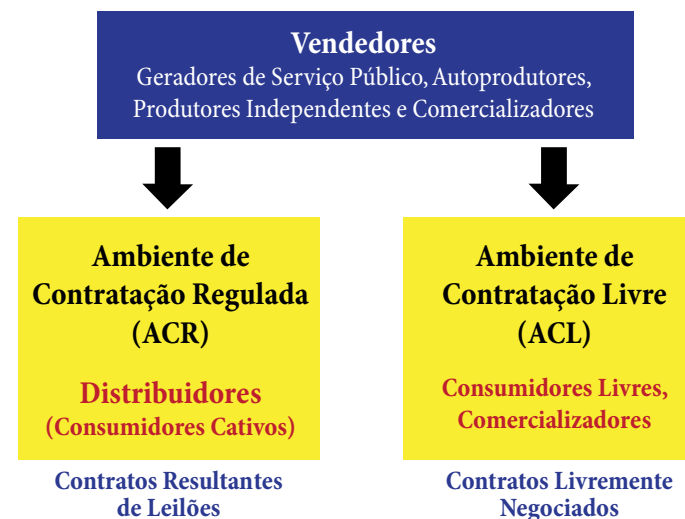 Vendedores
Geradores de Serviço Público, Autoprodutores,
Produtores Independentes e Comercializadores
Ambiente de
Contratação Regulada
(ACR)
Distribuidores
(Consumidores Cativos)
Contratos Resultantes
de Leilões
Ambiente de
Contratação Livre
(ACL)
Consumidores Livres,
Comercializadores
Contratos Livremente
Negociados